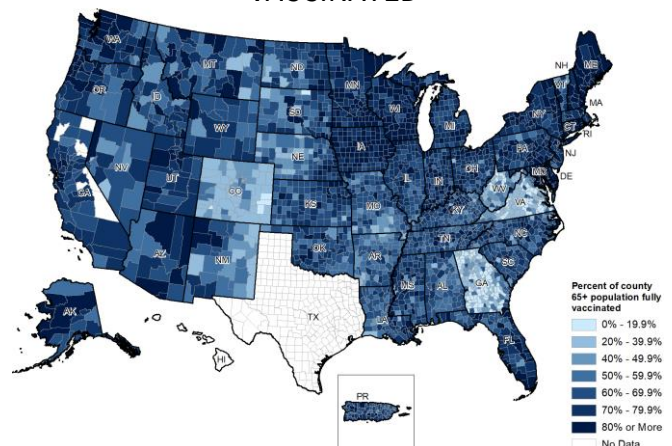 WA
MT
ND
MN
OR
ID
SD
WI
WY
MI
NH
VT
ME
NY
MA
CT
RI
NV
NE
IA
PA
NJ
UT
CO
IL
IN
OH
MD
DE
CA
KS
MO
WV
VA
KY
AZ
NM
OK
AR
TN
NC
SC
MS
AL
GA
TX
LA
AK
HI
FL
PR
Percent of county
65+ population fully
vaccinated
0% - 19.9%
20% - 39.9%
40% - 49.9%
50% - 59.9%
60% - 69.9%
70% - 79.9%
80% or More
No Data